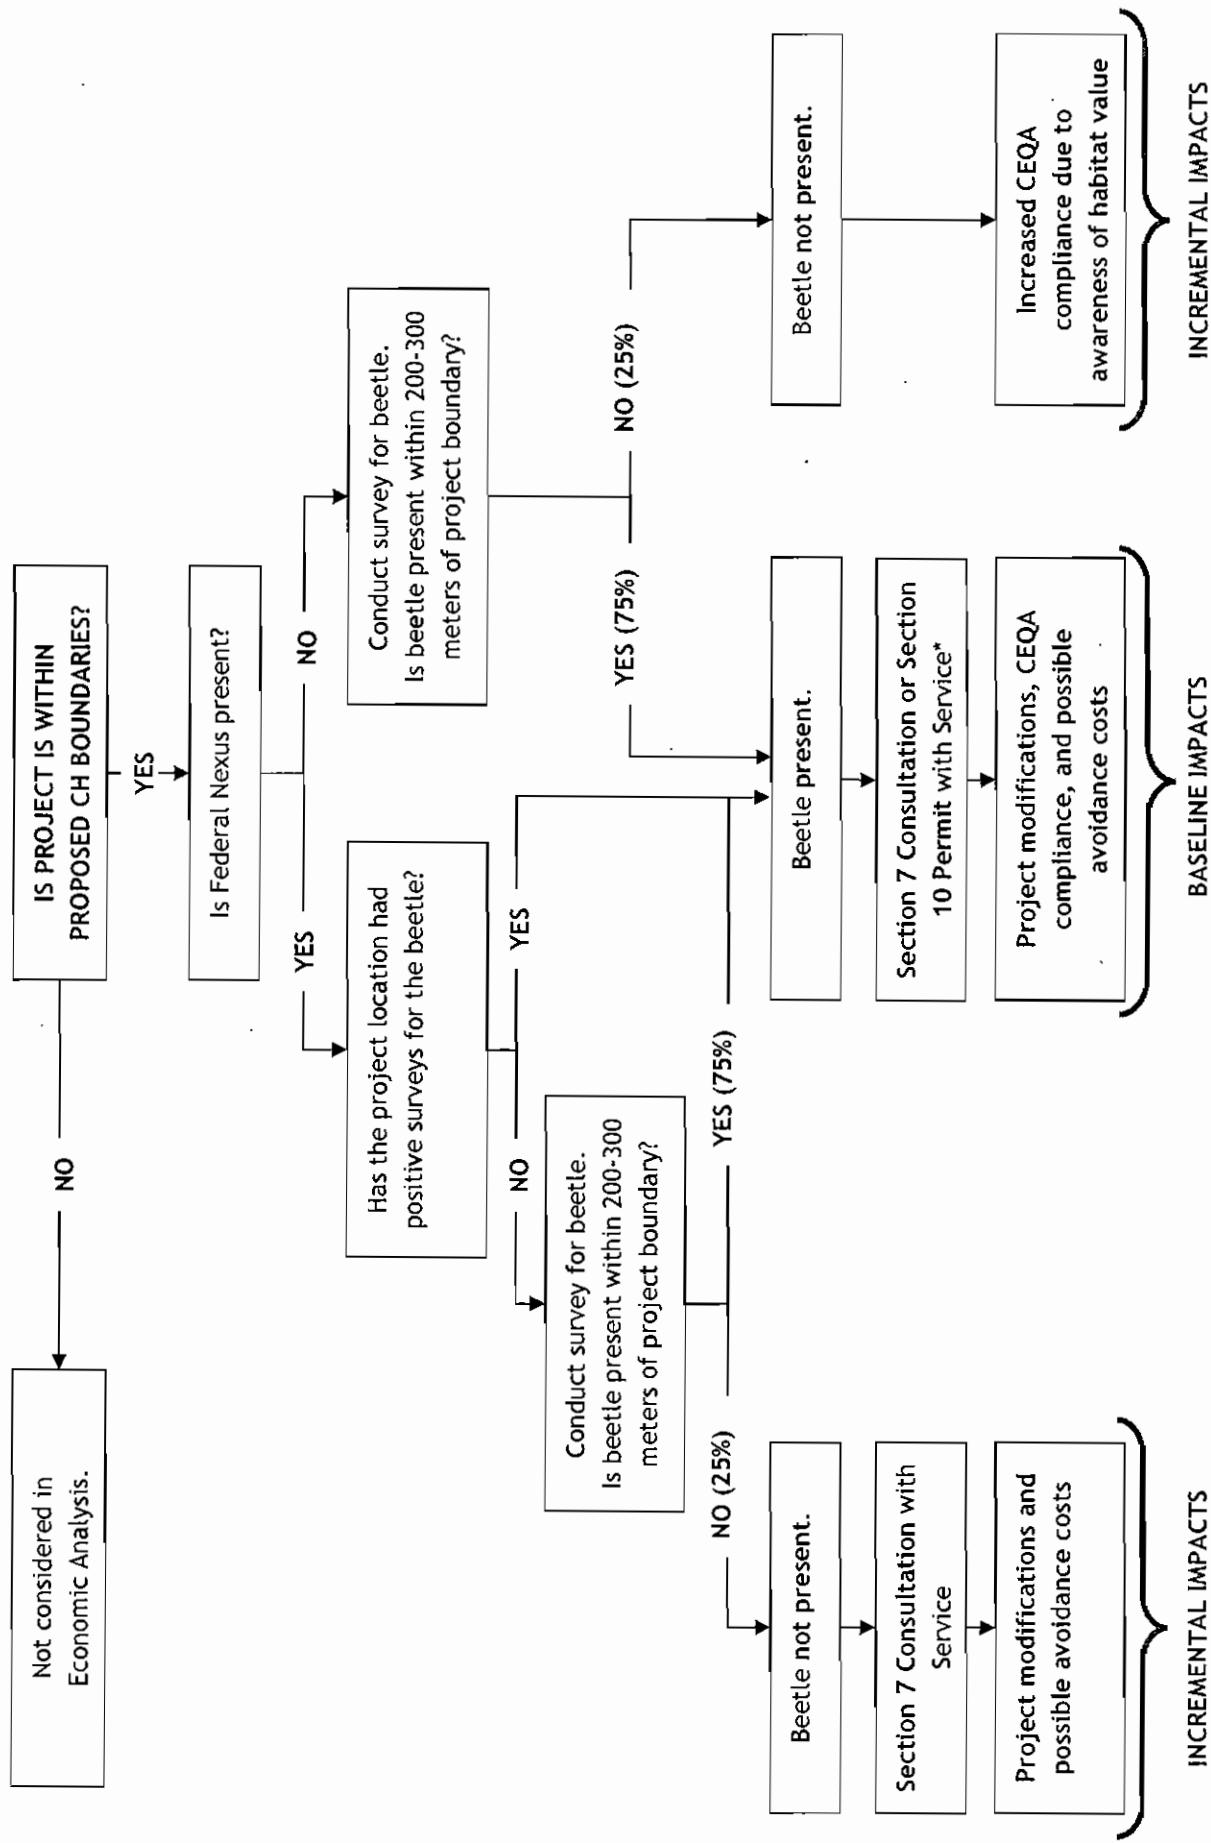 IS PROJECT IS WITHIN
PROPOSED CH BOUNDARIES?
NO
YES
Not considered in
Economic Analysis.
Is Federal Nexus present?
YES
NO
Has the project location had
positive surveys for the beetle?
Conduct survey for beetle.
Is beetle present within 200-300
meters of project boundary?
NO
YES
Conduct survey for beetle.
Is beetle present within 200-300
meters of project boundary?
YES (75%)
NO (25%)
NO (25%)
YES (75%)
Beetle not present.
Section 7 Consultation with
Service
Project modifications and
possible avoidance costs
INCREMENTAL IMPACTS
Beetle present.
Section 7 Consultation or Section
10 Permit with Service*
Project modifications, CEQA
compliance, and possible
avoidance costs
BASELINE IMPACTS
Beetle not present.
Increased CEQA
compliance due to
awareness of habitat value
INCREMENTAL IMPACTS